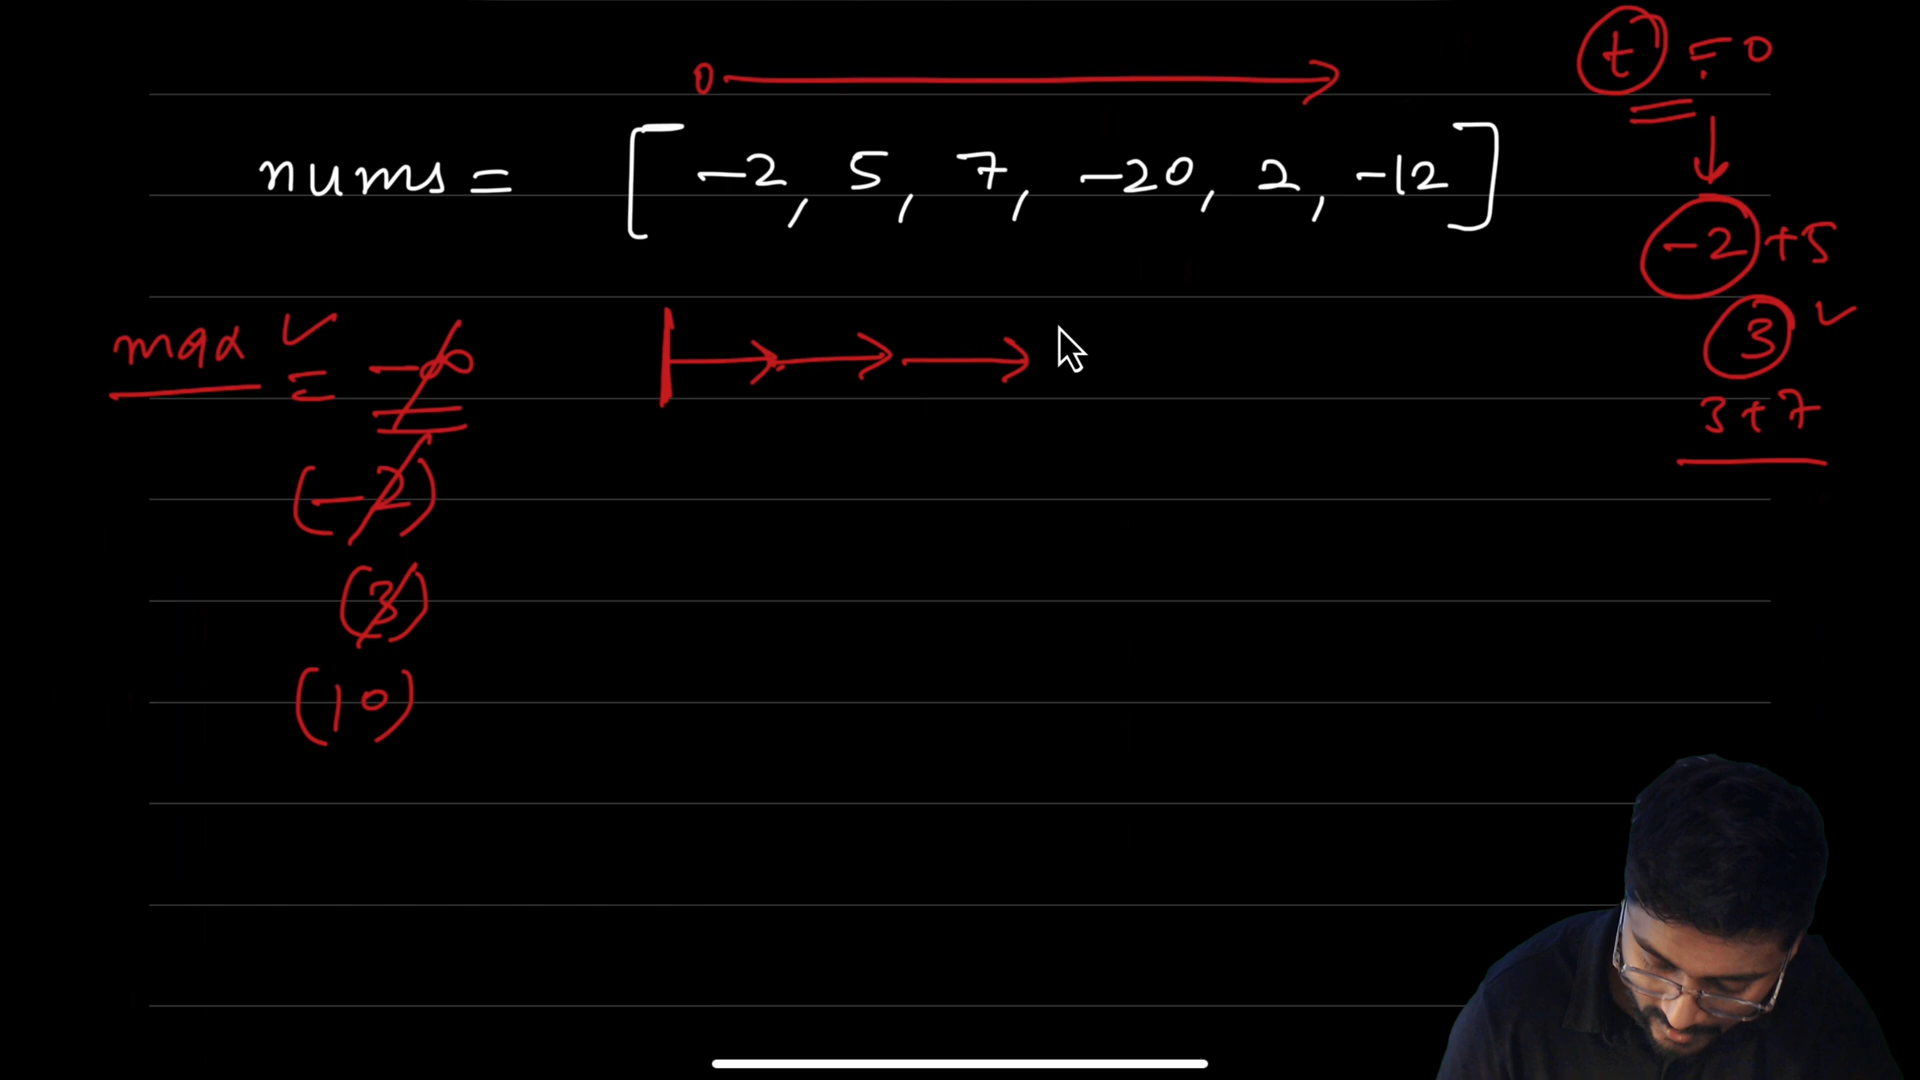 0 t = 0
nums = [ -2, 5, 7, -20, 2, -12 ]
-2 + 5
max = -∞
3
3 + 7
(-2)
(3)
(10)